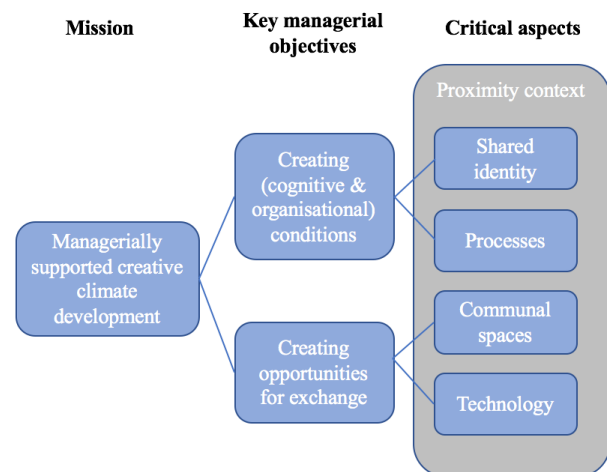 Mission
Key managerial
objectives
Critical aspects
Proximity context
Shared
identity
Creating
(cognitive &
organisational)
conditions
Processes
Managerially
supported creative
climate
development
Communal
spaces
Creating
opportunities
for exchange
Technology